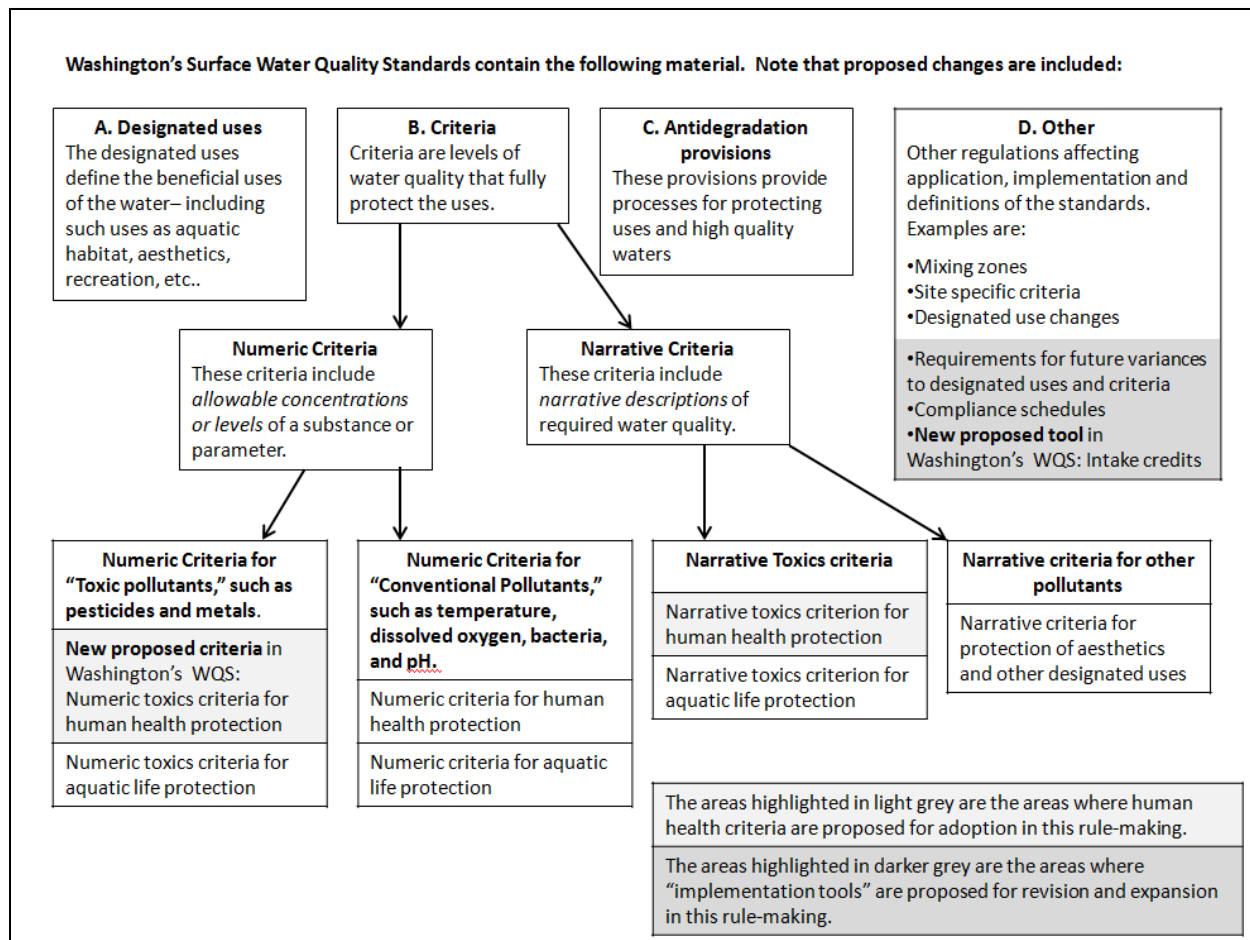 Washington's Surface Water Quality Standards contain the following material.  Note that proposed changes are included:
A. Designated uses
The designated uses
define the beneficial uses
of the water– including
such uses as aquatic
habitat, aesthetics,
recreation, etc..
B. Criteria
Criteria are levels of
water quality that fully
protect the uses.
C. Antidegradation
provisions
These provisions provide
processes for protecting
uses and high quality
waters
D. Other
Other regulations affecting
application, implementation and
definitions of the standards.
Examples are:
•Mixing zones
•Site specific criteria
•Designated use changes
•Requirements for future variances
to designated uses and criteria
•Compliance schedules
•New proposed tool in
Washington's  WQS: Intake credits
Numeric Criteria
These criteria include
allowable concentrations
or levels of a substance or
parameter.
Narrative Criteria
These criteria include
narrative descriptions of
required water quality.
Numeric Criteria for
"Toxic pollutants," such as
pesticides and metals.
New proposed criteria in
Washington's  WQS:
Numeric toxics criteria for
human health protection
Numeric toxics criteria for
aquatic life protection
Numeric Criteria for
"Conventional Pollutants,"
such as temperature,
dissolved oxygen, bacteria,
and pH.
Numeric criteria for human
health protection
Numeric criteria for aquatic
life protection
Narrative Toxics criteria
Narrative toxics criterion for
human health protection
Narrative toxics criterion for
aquatic life protection
Narrative criteria for other
pollutants
Narrative criteria for
protection of aesthetics
and other designated uses
The areas highlighted in light grey are the areas where human
health criteria are proposed for adoption in this rule-making.
The areas highlighted in darker grey are the areas where
"implementation tools" are proposed for revision and expansion
in this rule-making.